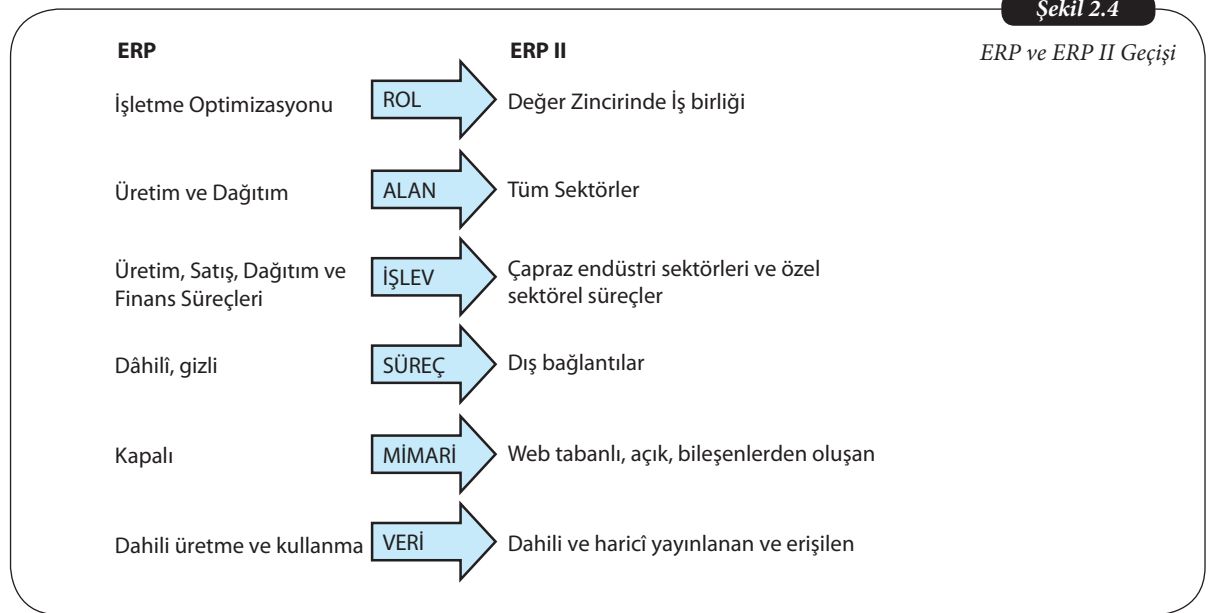 Şekil 2.4
ERP ve ERP II Geçişi
ERP
ERP II
İşletme Optimizasyonu
ROL
Değer Zincirinde İş birliği
Üretim ve Dağıtım
ALAN
Tüm Sektörler
Üretim, Satış, Dağıtım ve
Finans Süreçleri
İŞLEV
Çapraz endüstri sektörleri ve özel
sektörel süreçler
Dâhilî, gizli
SÜREÇ
Dış bağlantılar
Kapalı
MİMARİ
Web tabanlı, açık, bileşenlerden oluşan
Dahili üretme ve kullanma
VERİ
Dahili ve haricî yayınlanan ve erişilen